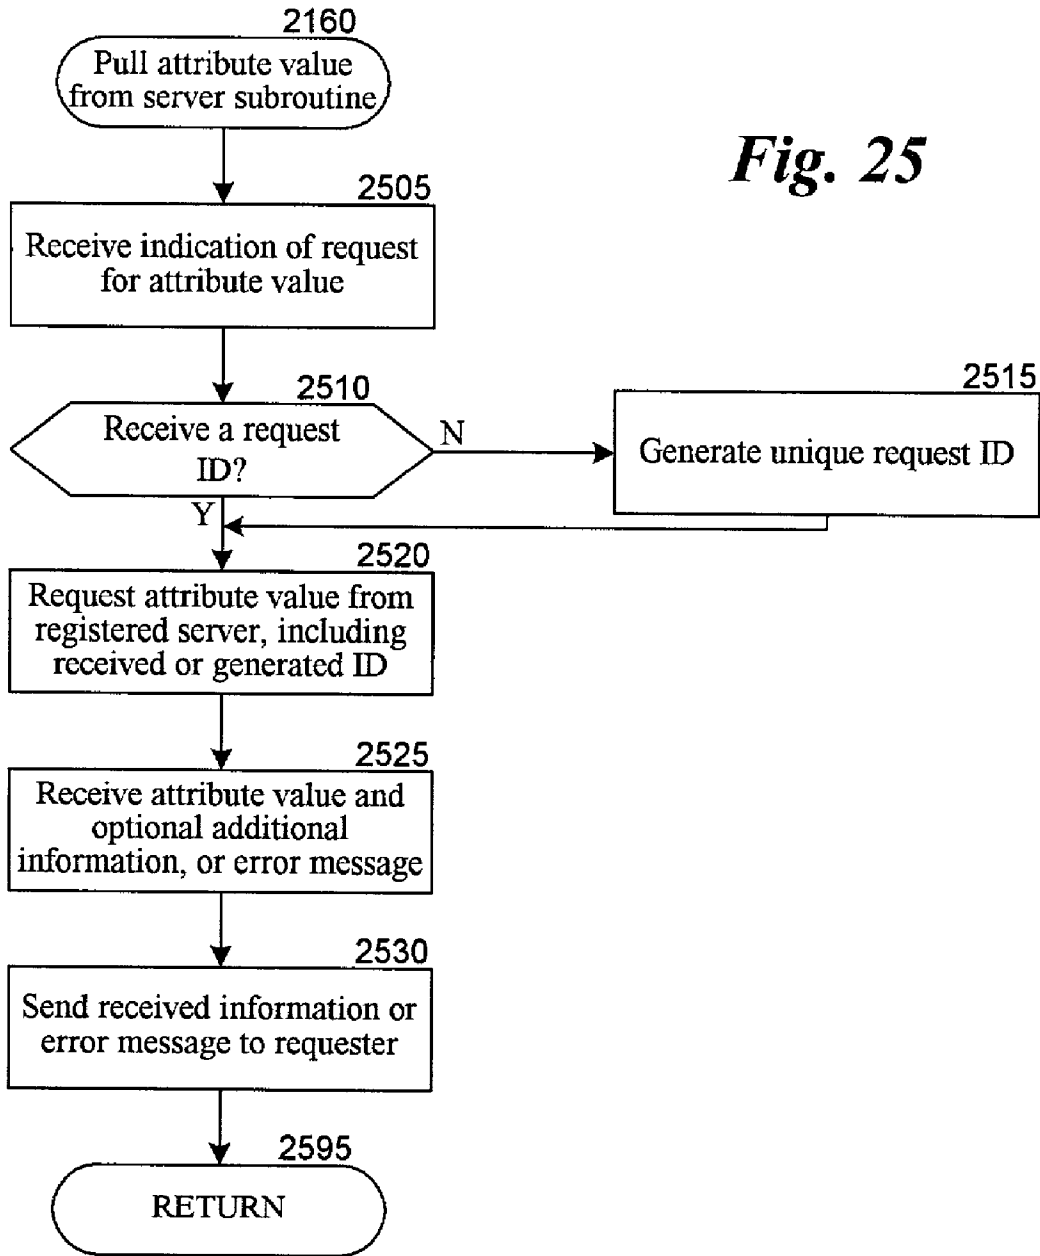 2160
Pull attribute value
from server subroutine
Fig. 25
2505
Receive indication of request
for attribute value
2510
Receive a request
ID?
N
2515
Generate unique request ID
Y
2520
Request attribute value from
registered server, including
received or generated ID
2525
Receive attribute value and
optional additional
information, or error message
2530
Send received information or
error message to requester
2595
RETURN